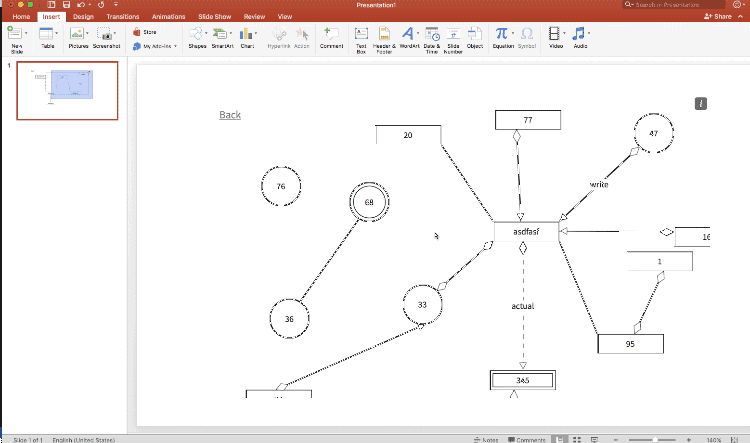 Presentation1
Search in Presentation
Home Insert Design Transitions Animations Slide Show Review View
Share
New Slide
Table
Pictures
Screenshot
Store
My Add-ins
Shapes
SmartArt
Chart
Hyperlink
Action
Comment
Text Box
Header & Footer
WordArt
Date & Time
Slide Number
Object
Equation
Symbol
Video
Audio
1
Back
i
20
77
47
76
68
write
asdfasf
16
1
33
36
actual
95
345
Slide 1 of 1 English (United States)
Notes Comments 140%